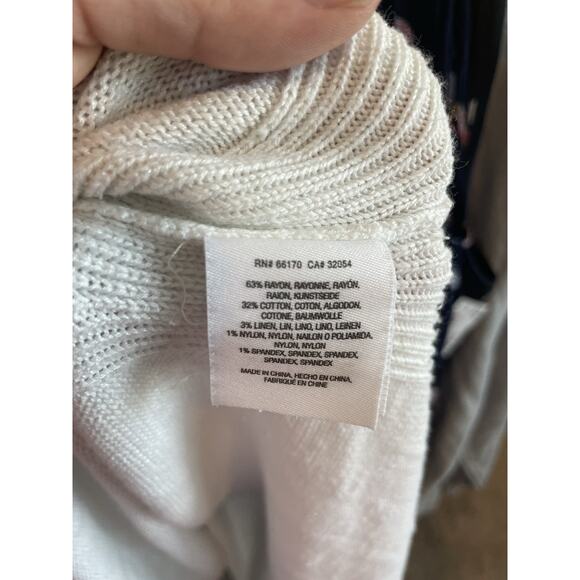 RN# 66170 CA# 32054
63% RAYON, RAYONNE, RAYÓN,
RAION, KUNSTSEIDE
32% COTTON, COTON, ALGODON,
COTONE, BAUMWOLLE
3% LINEN, LIN, LINO, LINO, LEINEN
1% NYLON, NYLON, NAILON O POLIAMIDA,
NYLON, NYLON
1% SPANDEX, SPANDEX, SPANDEX,
SPANDEX, SPANDEX
MADE IN CHINA, HECHO EN CHINA,
FABRIQUÉ EN CHINE